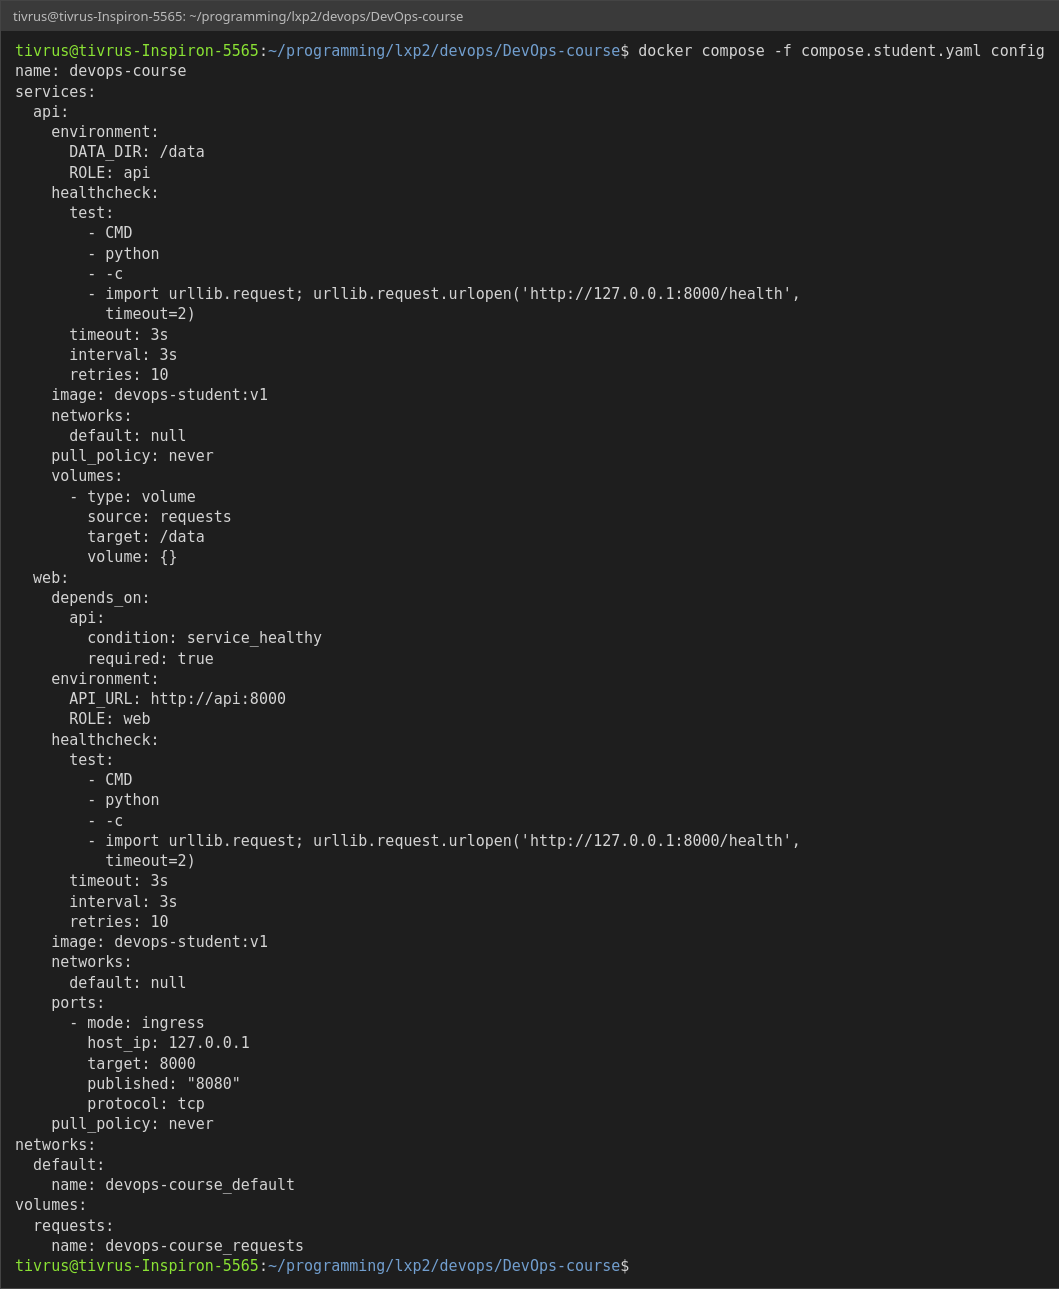 tivrus@tivrus-Inspiron-5565: ~/programming/lxp2/devops/DevOps-course
tivrus@tivrus-Inspiron-5565:~/programming/lxp2/devops/DevOps-course$ docker compose -f compose.student.yaml config
name: devops-course
services:
  api:
    environment:
      DATA_DIR: /data
      ROLE: api
    healthcheck:
      test:
        - CMD
        - python
        - -c
        - import urllib.request; urllib.request.urlopen('http://127.0.0.1:8000/health',
          timeout=2)
      timeout: 3s
      interval: 3s
      retries: 10
    image: devops-student:v1
    networks:
      default: null
    pull_policy: never
    volumes:
      - type: volume
        source: requests
        target: /data
        volume: {}
  web:
    depends_on:
      api:
        condition: service_healthy
        required: true
    environment:
      API_URL: http://api:8000
      ROLE: web
    healthcheck:
      test:
        - CMD
        - python
        - -c
        - import urllib.request; urllib.request.urlopen('http://127.0.0.1:8000/health',
          timeout=2)
      timeout: 3s
      interval: 3s
      retries: 10
    image: devops-student:v1
    networks:
      default: null
    ports:
      - mode: ingress
        host_ip: 127.0.0.1
        target: 8000
        published: "8080"
        protocol: tcp
    pull_policy: never
networks:
  default:
    name: devops-course_default
volumes:
  requests:
    name: devops-course_requests
tivrus@tivrus-Inspiron-5565:~/programming/lxp2/devops/DevOps-course$